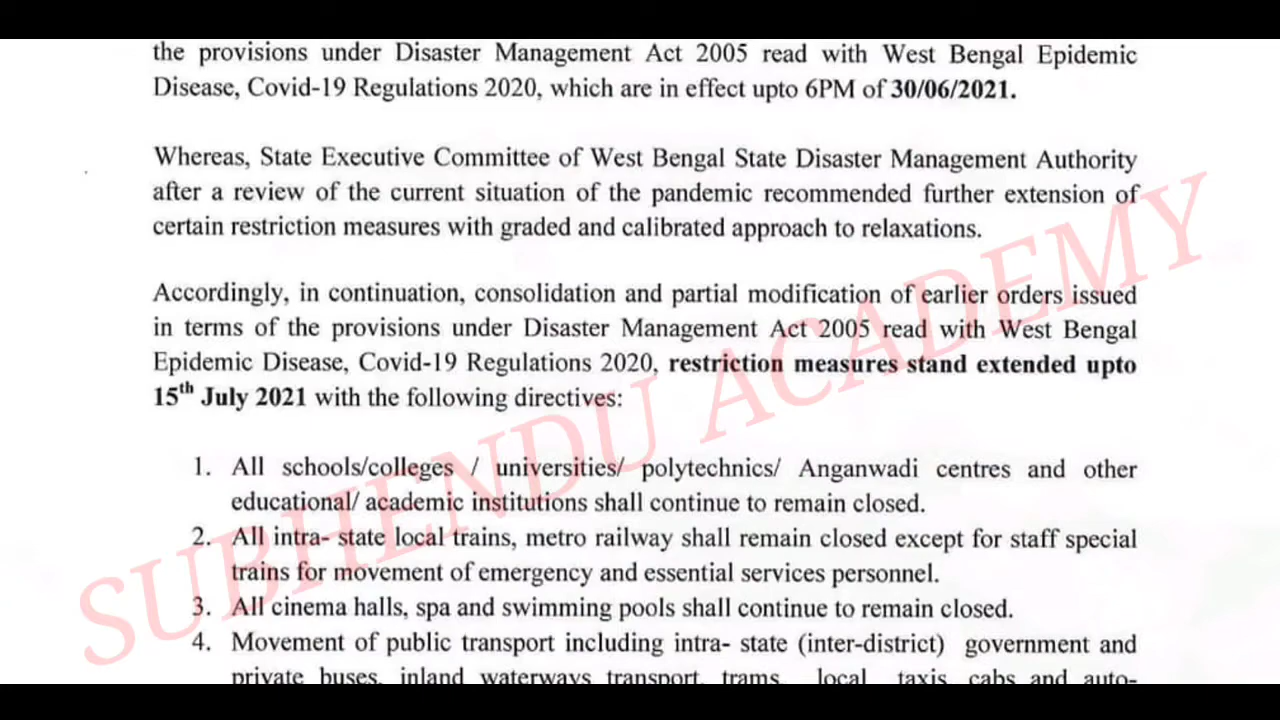 the provisions under Disaster Management Act 2005 read with West Bengal Epidemic
Disease, Covid-19 Regulations 2020, which are in effect upto 6PM of 30/06/2021.
Whereas, State Executive Committee of West Bengal State Disaster Management Authority
after a review of the current situation of the pandemic recommended further extension of
certain restriction measures with graded and calibrated approach to relaxations.
Accordingly, in continuation, consolidation and partial modification of earlier orders issued
in terms of the provisions under Disaster Management Act 2005 read with West Bengal
Epidemic Disease, Covid-19 Regulations 2020, restriction measures stand extended upto
15th July 2021 with the following directives:
1. All schools/colleges / universities/ polytechnics/ Anganwadi centres and other
educational/ academic institutions shall continue to remain closed.
2. All intra- state local trains, metro railway shall remain closed except for staff special
trains for movement of emergency and essential services personnel.
3. All cinema halls, spa and swimming pools shall continue to remain closed.
4. Movement of public transport including intra- state (inter-district) government and
private buses, inland waterways transport, trams, local taxis, cabs and auto-
SUBHENDU ACADEMY